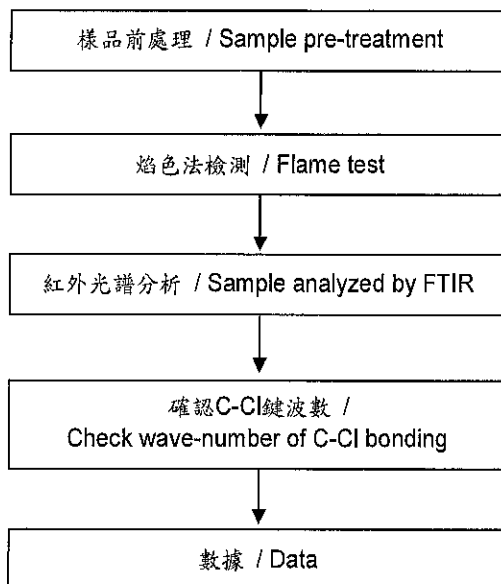 樣品前處理 / Sample pre-treatment
焰色法檢測 / Flame test
紅外光譜分析 / Sample analyzed by FTIR
確認C-Cl鍵波數 /
Check wave-number of C-Cl bonding
數據 / Data